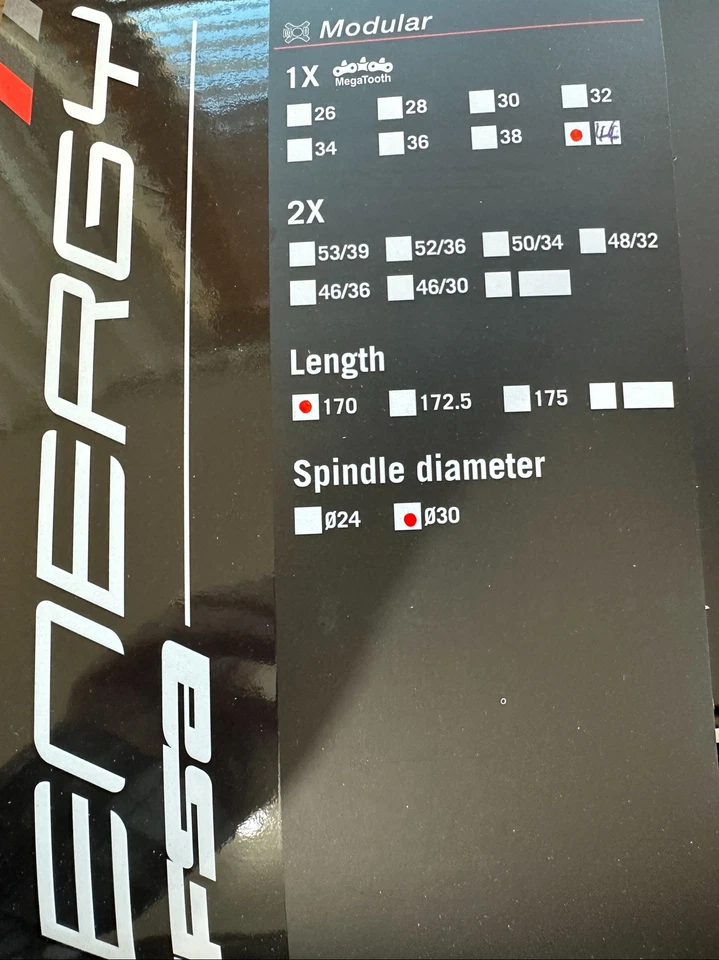 ENERGY
FSA
Modular
1X MegaTooth
26 28 30 32
34 36 38 44
2X
53/39 52/36 50/34 48/32
46/36 46/30
Length
170 172.5 175
Spindle diameter
Ø24 Ø30